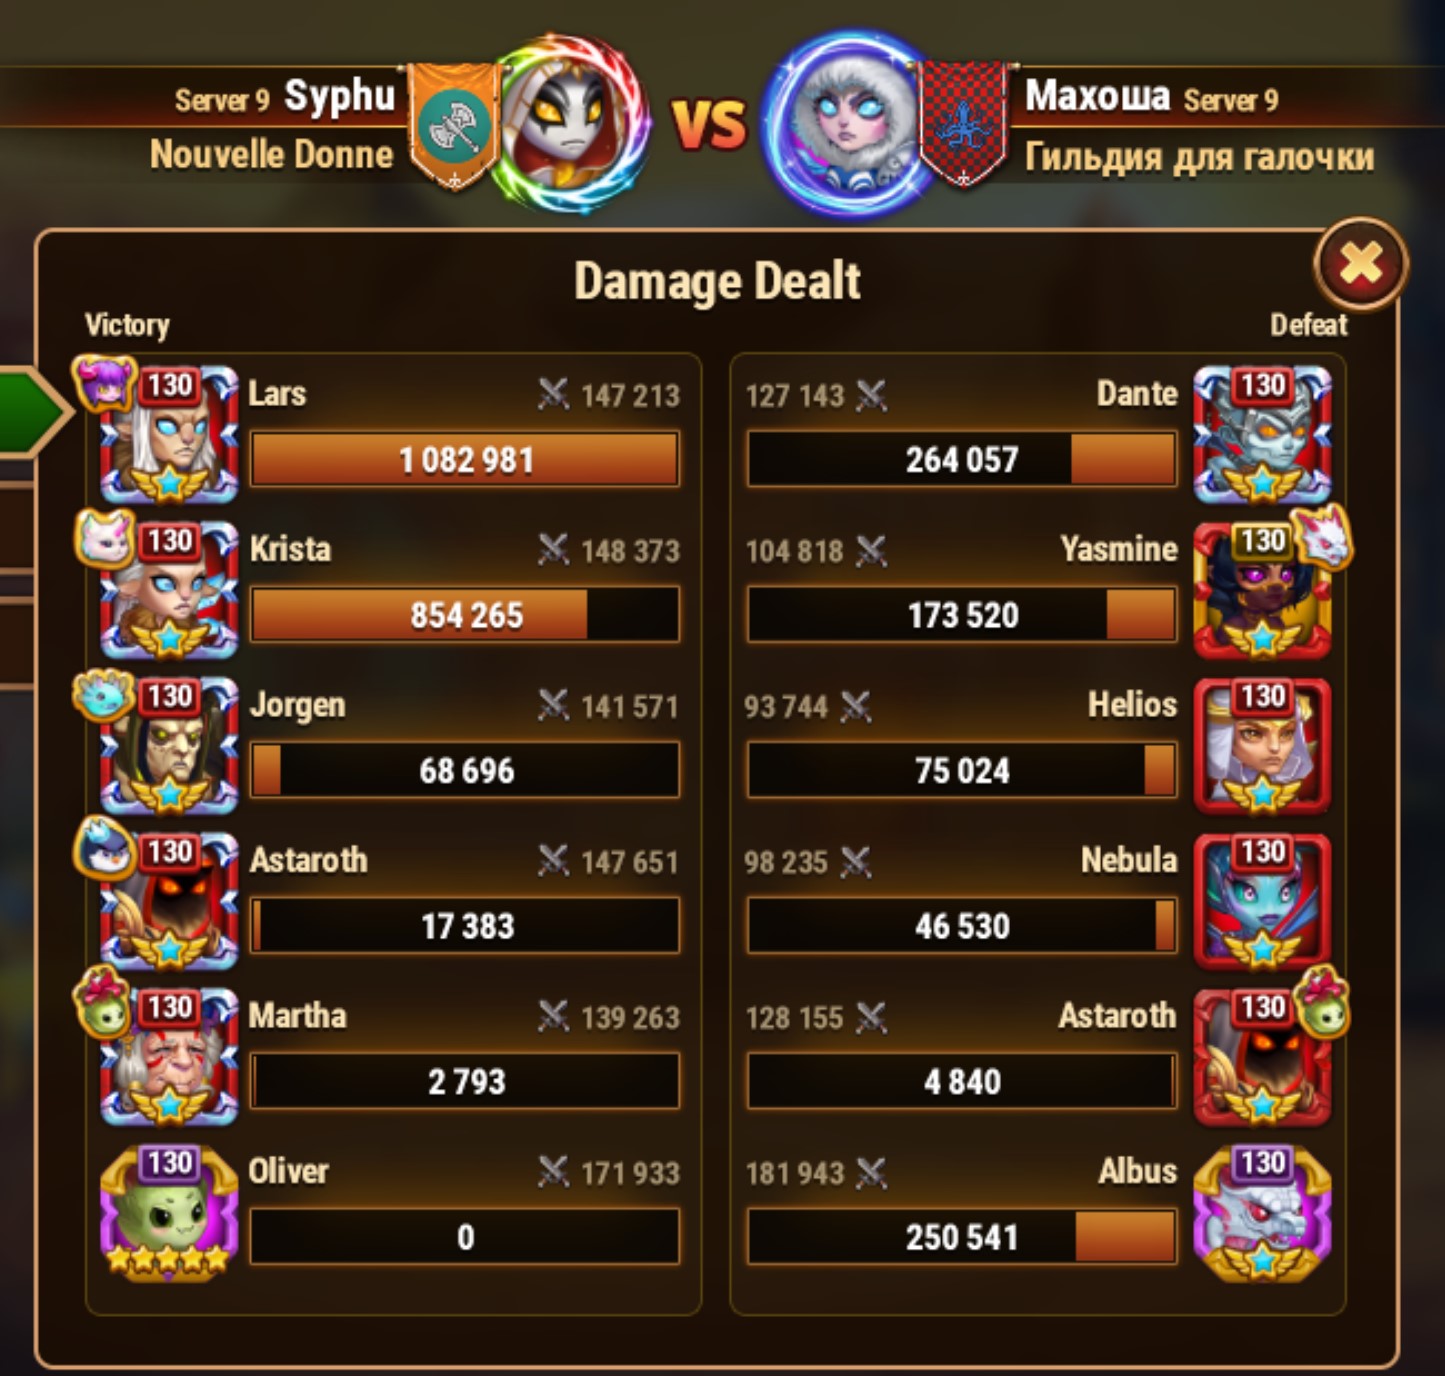 Server 9 Syphu
Nouvelle Donne
VS
Махоша Server 9
Гильдия для галочки
Damage Dealt
Victory
Defeat
130 Lars 147 213
1 082 981
127 143 Dante 130
264 057
130 Krista 148 373
854 265
104 818 Yasmine 130
173 520
130 Jorgen 141 571
68 696
93 744 Helios 130
75 024
130 Astaroth 147 651
17 383
98 235 Nebula 130
46 530
130 Martha 139 263
2 793
128 155 Astaroth 130
4 840
130 Oliver 171 933
0
181 943 Albus 130
250 541